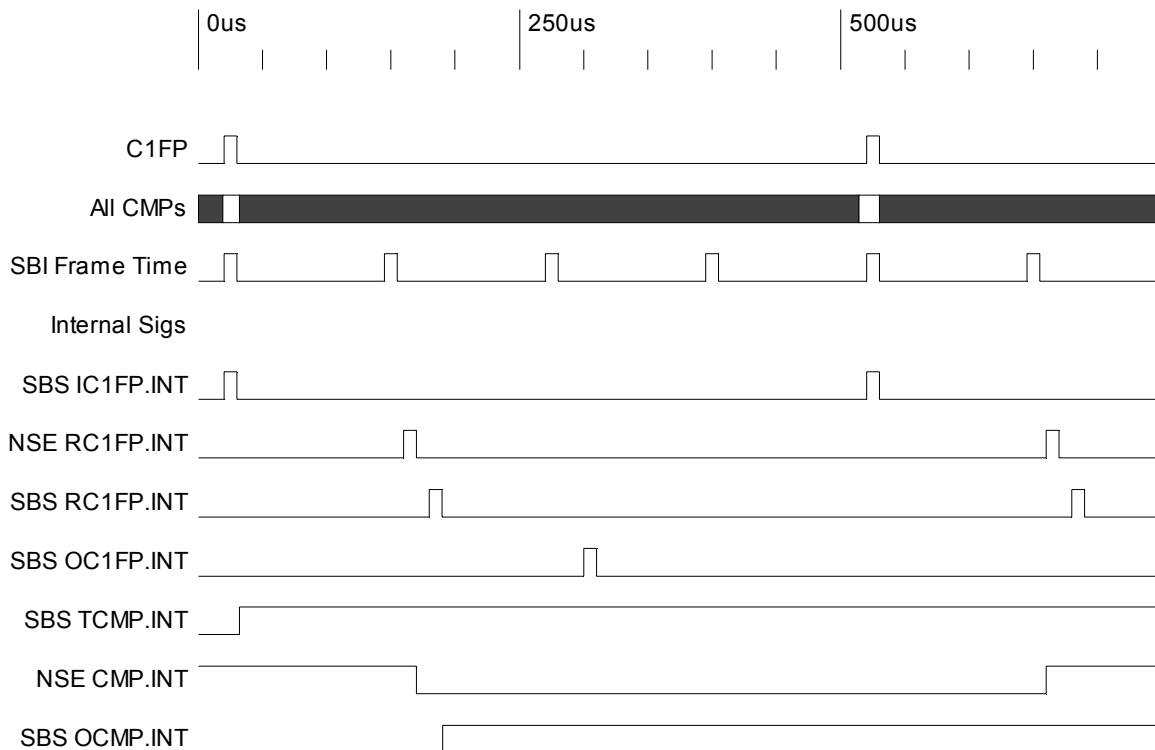 0us 250us 500us
C1FP
All CMPs
SBI Frame Time
Internal Sigs
SBS IC1FP.INT
NSE RC1FP.INT
SBS RC1FP.INT
SBS OC1FP.INT
SBS TCMP.INT
NSE CMP.INT
SBS OCMP.INT